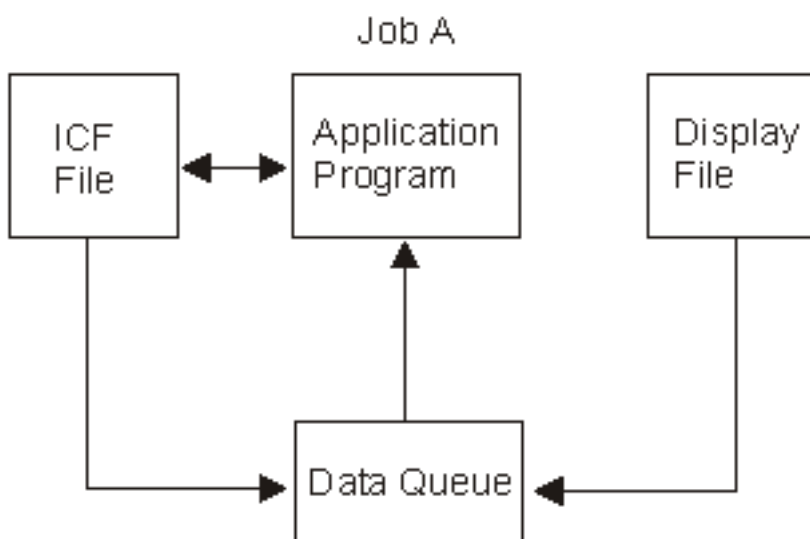 Job A
ICF
File
Application
Program
Display
File
Data Queue